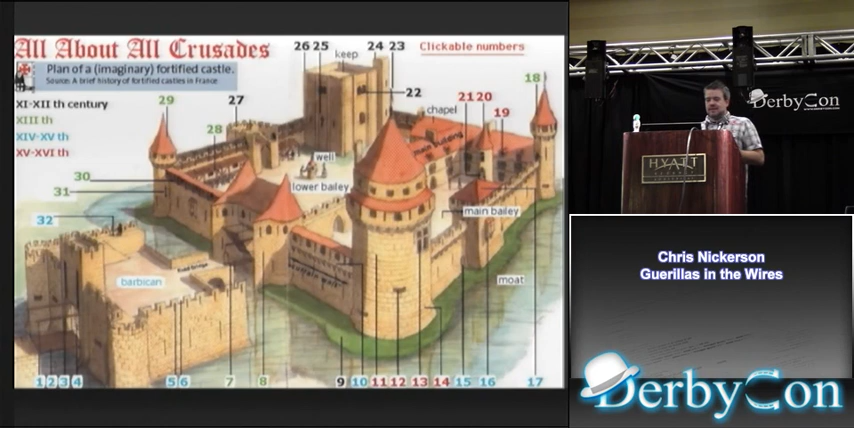 All About All Crusades
Plan of a (imaginary) fortified castle.
Source: A brief history of fortified castles in France
XI-XII th century
XIII th
XIV-XV th
XV-XVI th
Clickable numbers
26 25
keep
24 23
22
18
29
27
28
chapel
21 20
19
main building
well
lower bailey
30
31
32
main bailey
barbican
moat
1 2 3 4 5 6 7 8 9 10 11 12 13 14 15 16 17
DerbyCon
HYATT
Chris Nickerson
Guerillas in the Wires
DerbyCon